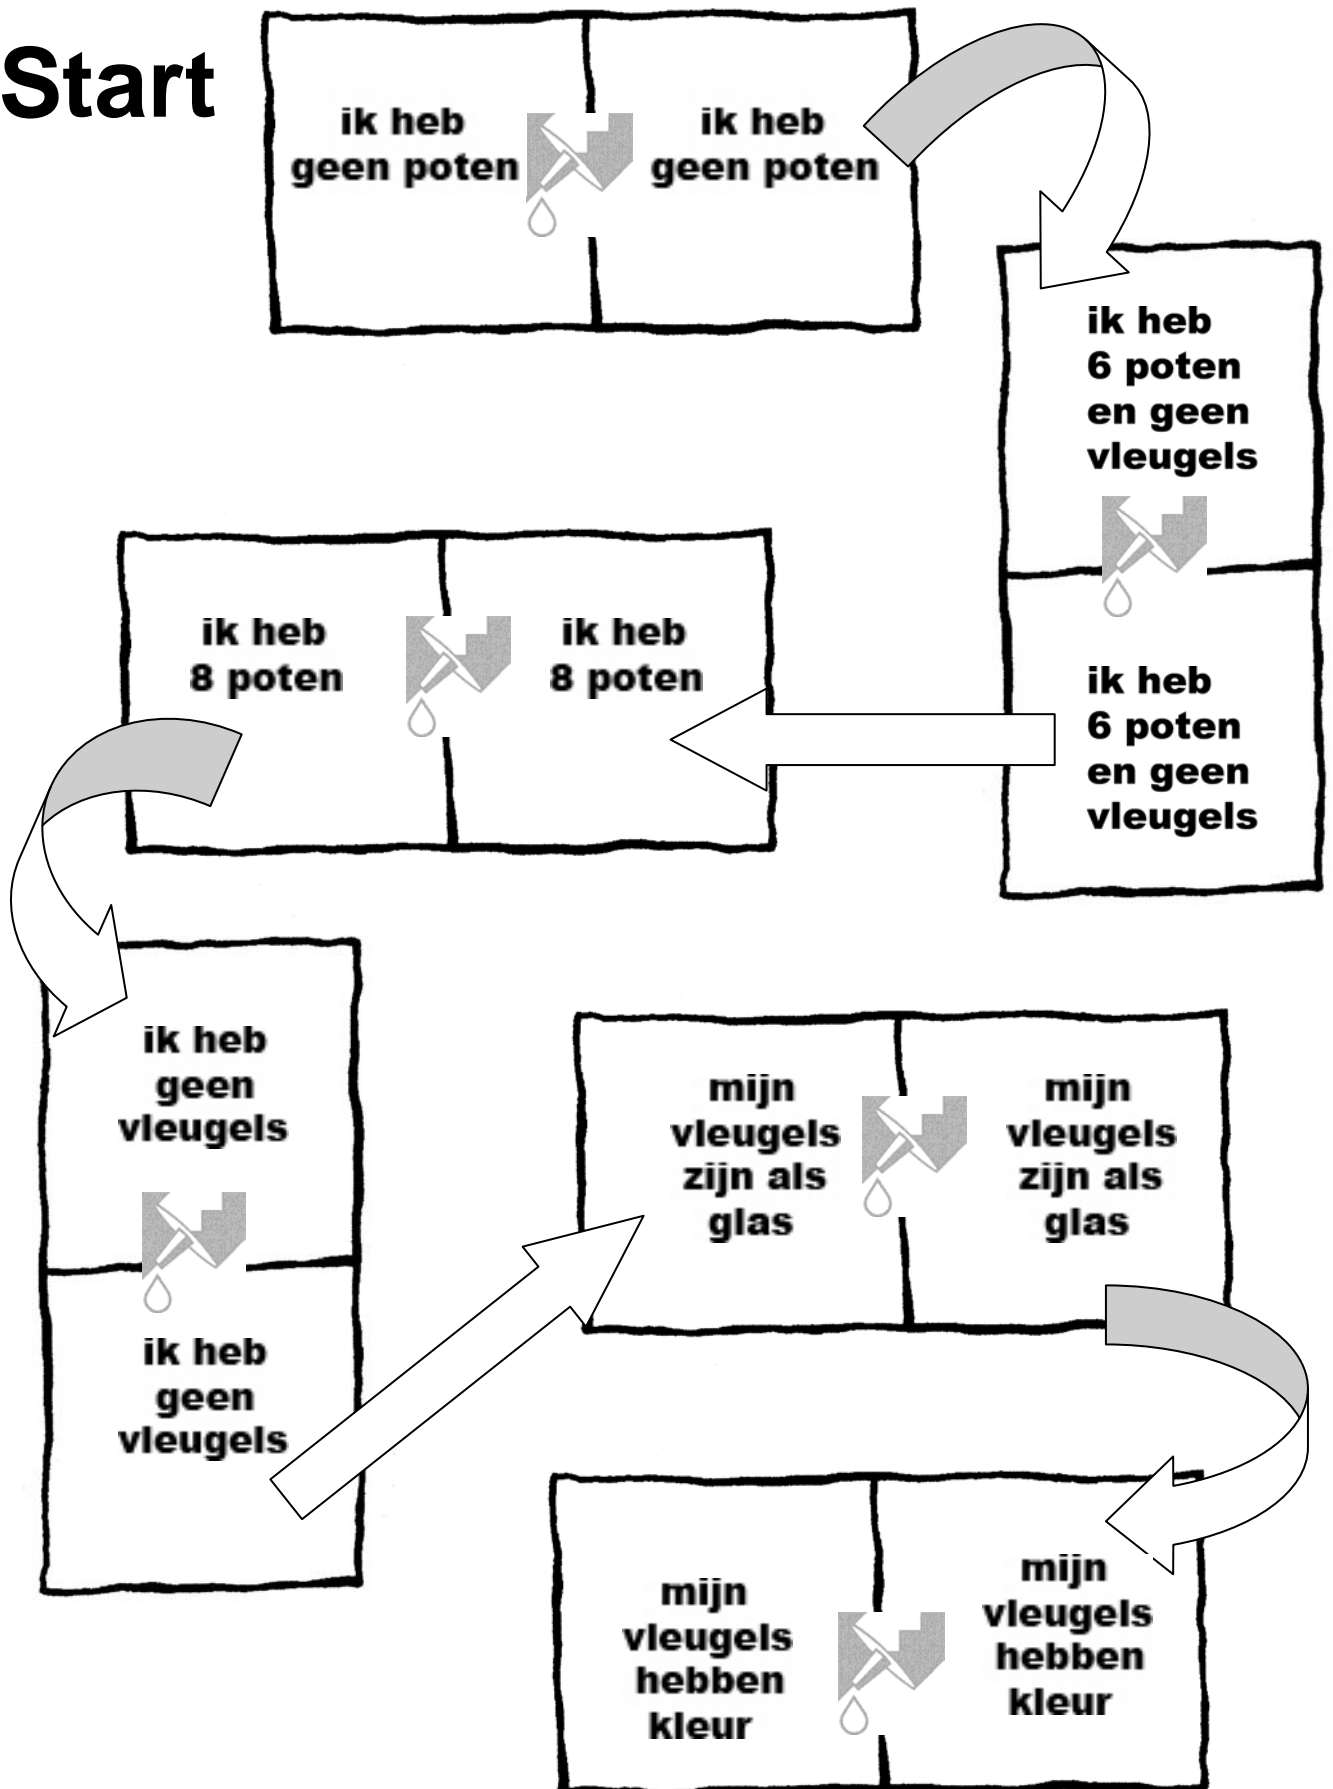 Start
ik heb
geen poten
ik heb
geen poten
ik heb
6 poten
en geen
vleugels
ik heb
6 poten
en geen
vleugels
ik heb
8 poten
ik heb
8 poten
ik heb
geen
vleugels
ik heb
geen
vleugels
mijn
vleugels
zijn als
glas
mijn
vleugels
zijn als
glas
mijn
vleugels
hebben
kleur
mijn
vleugels
hebben
kleur